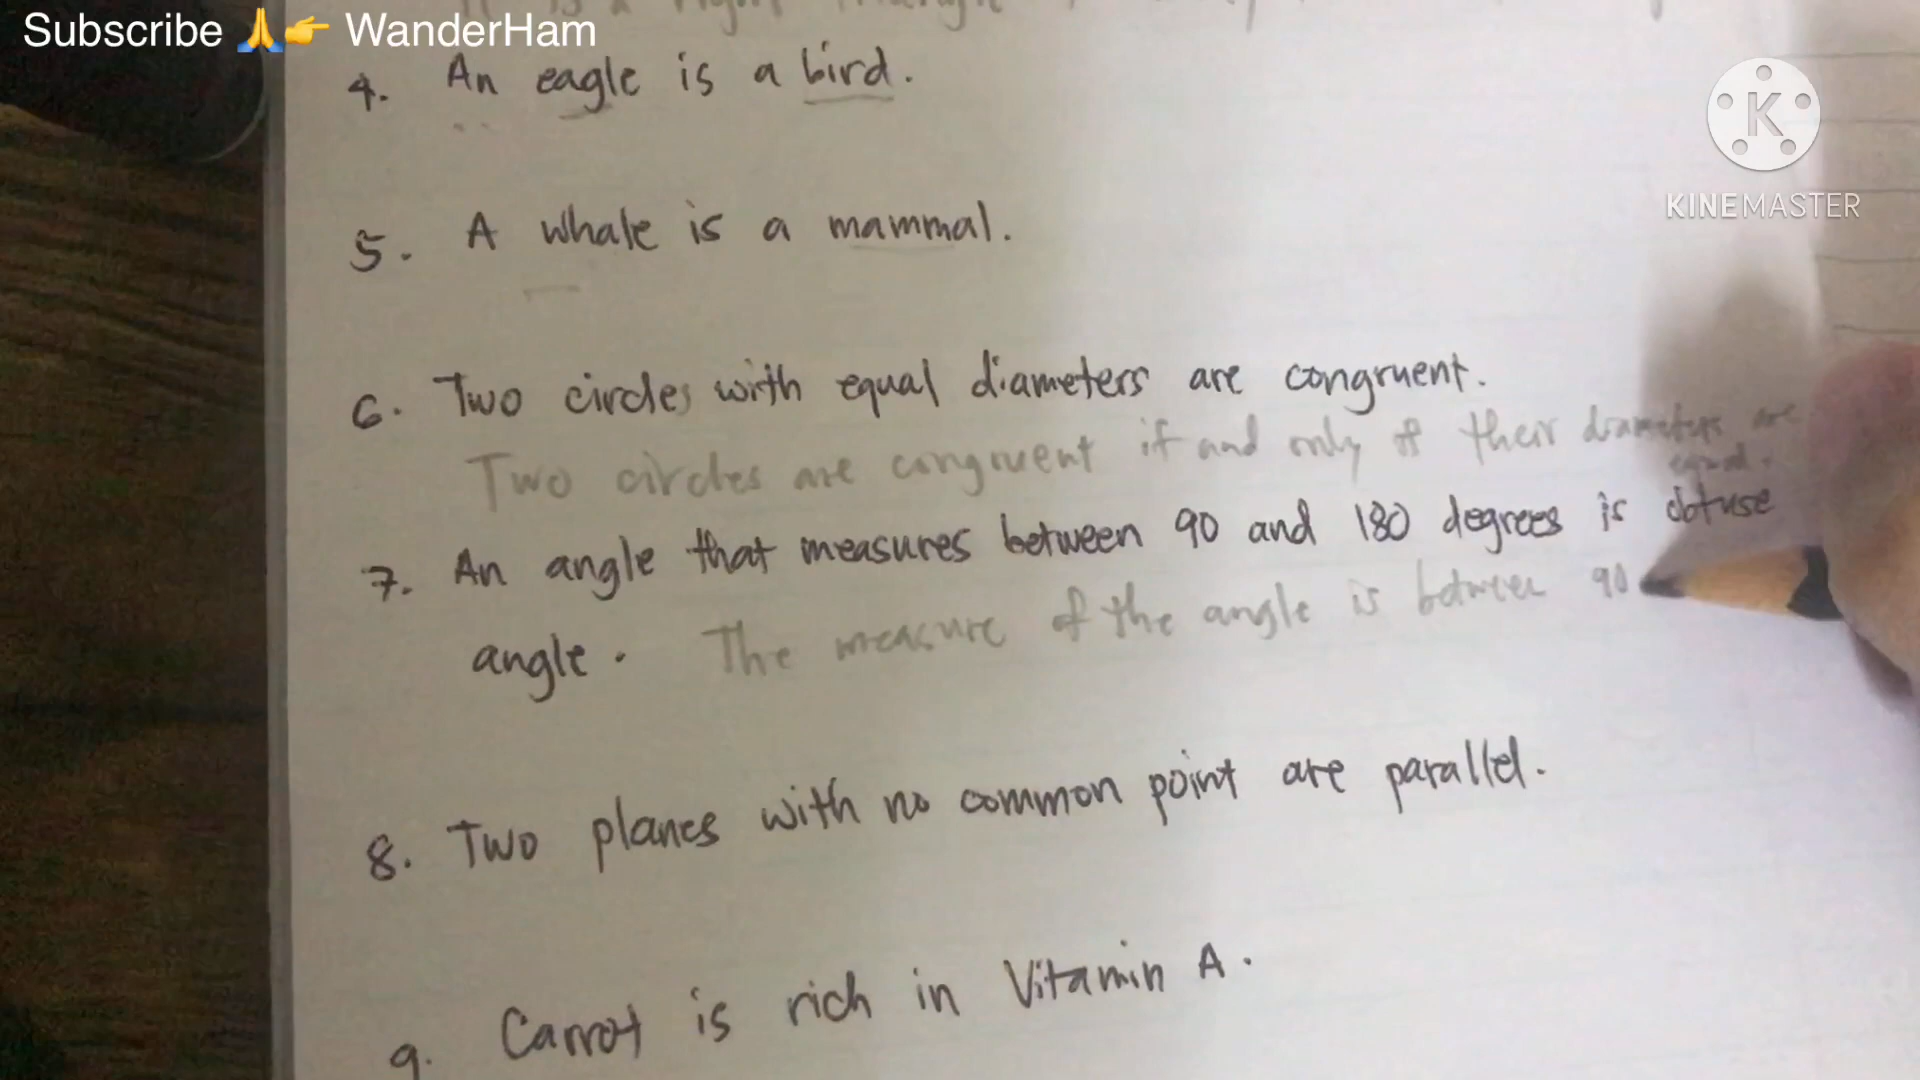 Subscribe 🙏👉 WanderHam
4. An eagle is a bird.
K
KINEMASTER
5. A whale is a mammal.
6. Two circles with equal diameters are congruent.
Two circles are congruent if and only if their diameters are
equal.
7. An angle that measures between 90 and 180 degrees is obtuse
angle. The measure of the angle is between 90
8. Two planes with no common point are parallel.
9. Carrot is rich in Vitamin A.